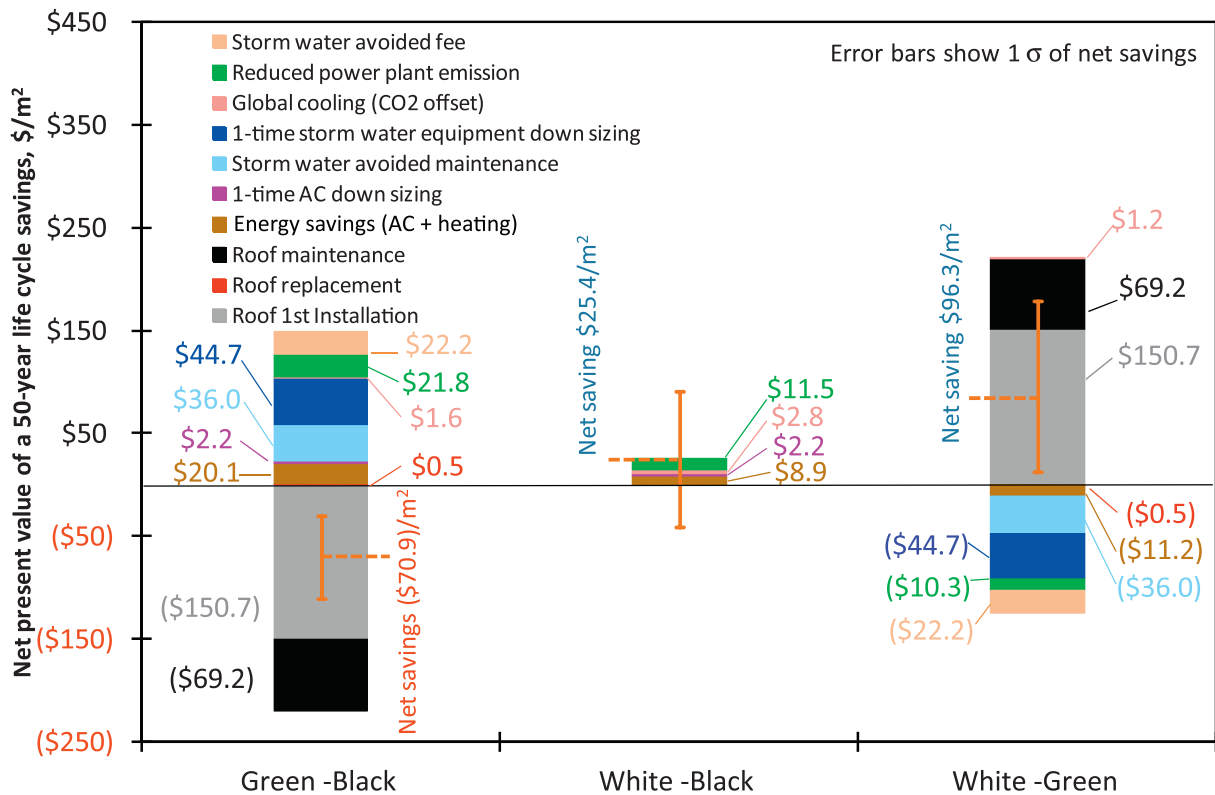 Net present value of a 50-year life cycle savings, $/m²
$450
$350
$250
$150
$50
($50)
($150)
($250)
Storm water avoided fee
Reduced power plant emission
Global cooling (CO2 offset)
1-time storm water equipment down sizing
Storm water avoided maintenance
1-time AC down sizing
Energy savings (AC + heating)
Roof maintenance
Roof replacement
Roof 1st Installation
Error bars show 1 σ of net savings
$44.7
$36.0
$2.2
$20.1
$22.2
$21.8
$1.6
$0.5
($150.7)
($69.2)
Net savings ($70.9)/m²
Net saving $25.4/m²
$11.5
$2.8
$2.2
$8.9
Net saving $96.3/m²
$1.2
$69.2
$150.7
($44.7)
($10.3)
($22.2)
($0.5)
($11.2)
($36.0)
Green -Black
White -Black
White -Green